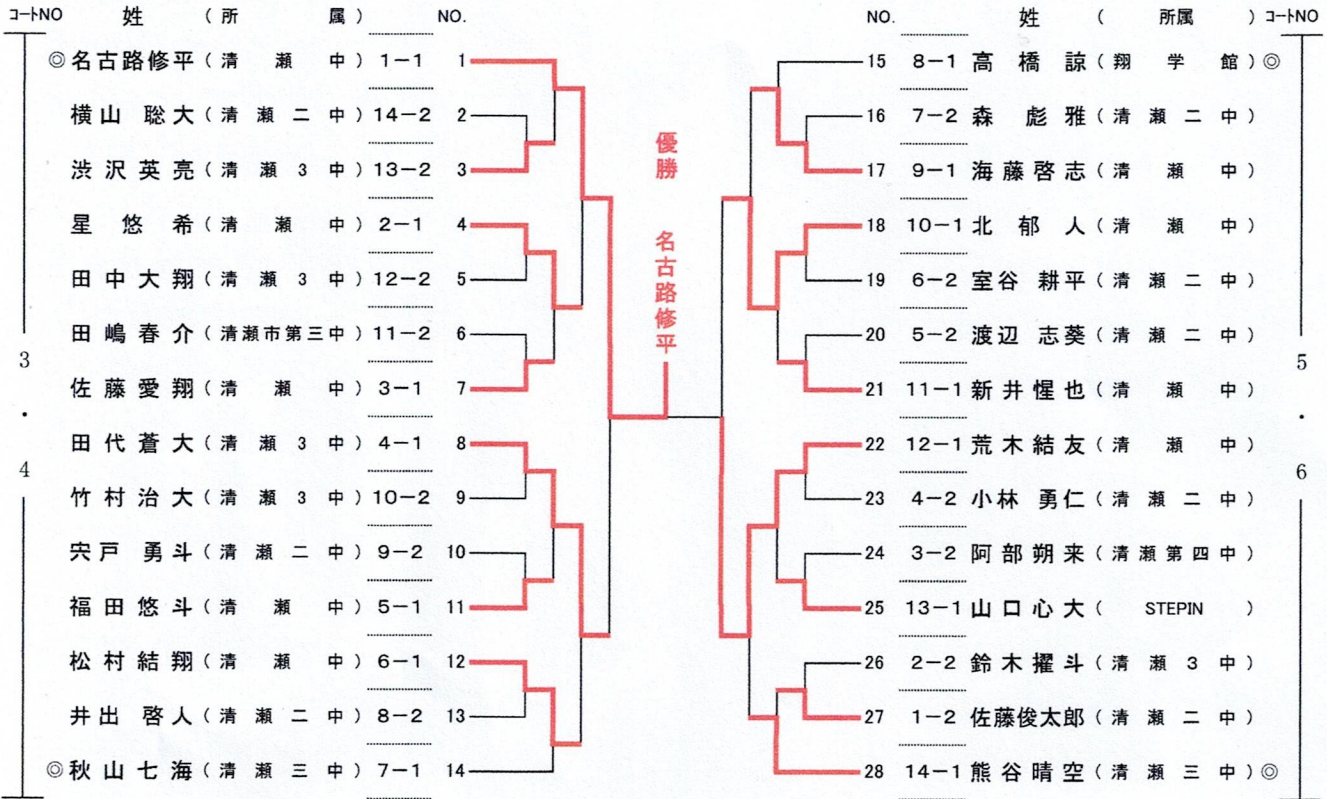 コートNO 姓 (所 属) NO.
◎名古路修平(清瀬中) 1-1 1
横山 聡大(清瀬二中) 14-2 2
渋沢英亮(清瀬3中) 13-2 3
星悠希(清瀬中) 2-1 4
田中大翔(清瀬3中) 12-2 5
田嶋春介(清瀬市第三中) 11-2 6
佐藤愛翔(清瀬中) 3-1 7
田代蒼大(清瀬3中) 4-1 8
竹村治大(清瀬3中) 10-2 9
宍戸 勇斗(清瀬二中) 9-2 10
福田悠斗(清瀬中) 5-1 11
松村結翔(清瀬中) 6-1 12
井出 啓人(清瀬二中) 8-2 13
◎秋山七海(清瀬三中) 7-1 14
3・4
優勝 名古路修平
NO. 姓 (所属) コートNO
15 8-1 高橋諒(翔学館)◎
16 7-2 森 彪雅(清瀬二中)
17 9-1 海藤啓志(清瀬中)
18 10-1 北郁人(清瀬中)
19 6-2 室谷 耕平(清瀬二中)
20 5-2 渡辺 志葵(清瀬二中)
21 11-1 新井惺也(清瀬中)
22 12-1 荒木結友(清瀬中)
23 4-2 小林 勇仁(清瀬二中)
24 3-2 阿部朔来(清瀬第四中)
25 13-1 山口心大(STEPIN)
26 2-2 鈴木擢斗(清瀬3中)
27 1-2 佐藤俊太郎(清瀬二中)
28 14-1 熊谷晴空(清瀬三中)◎
5・6